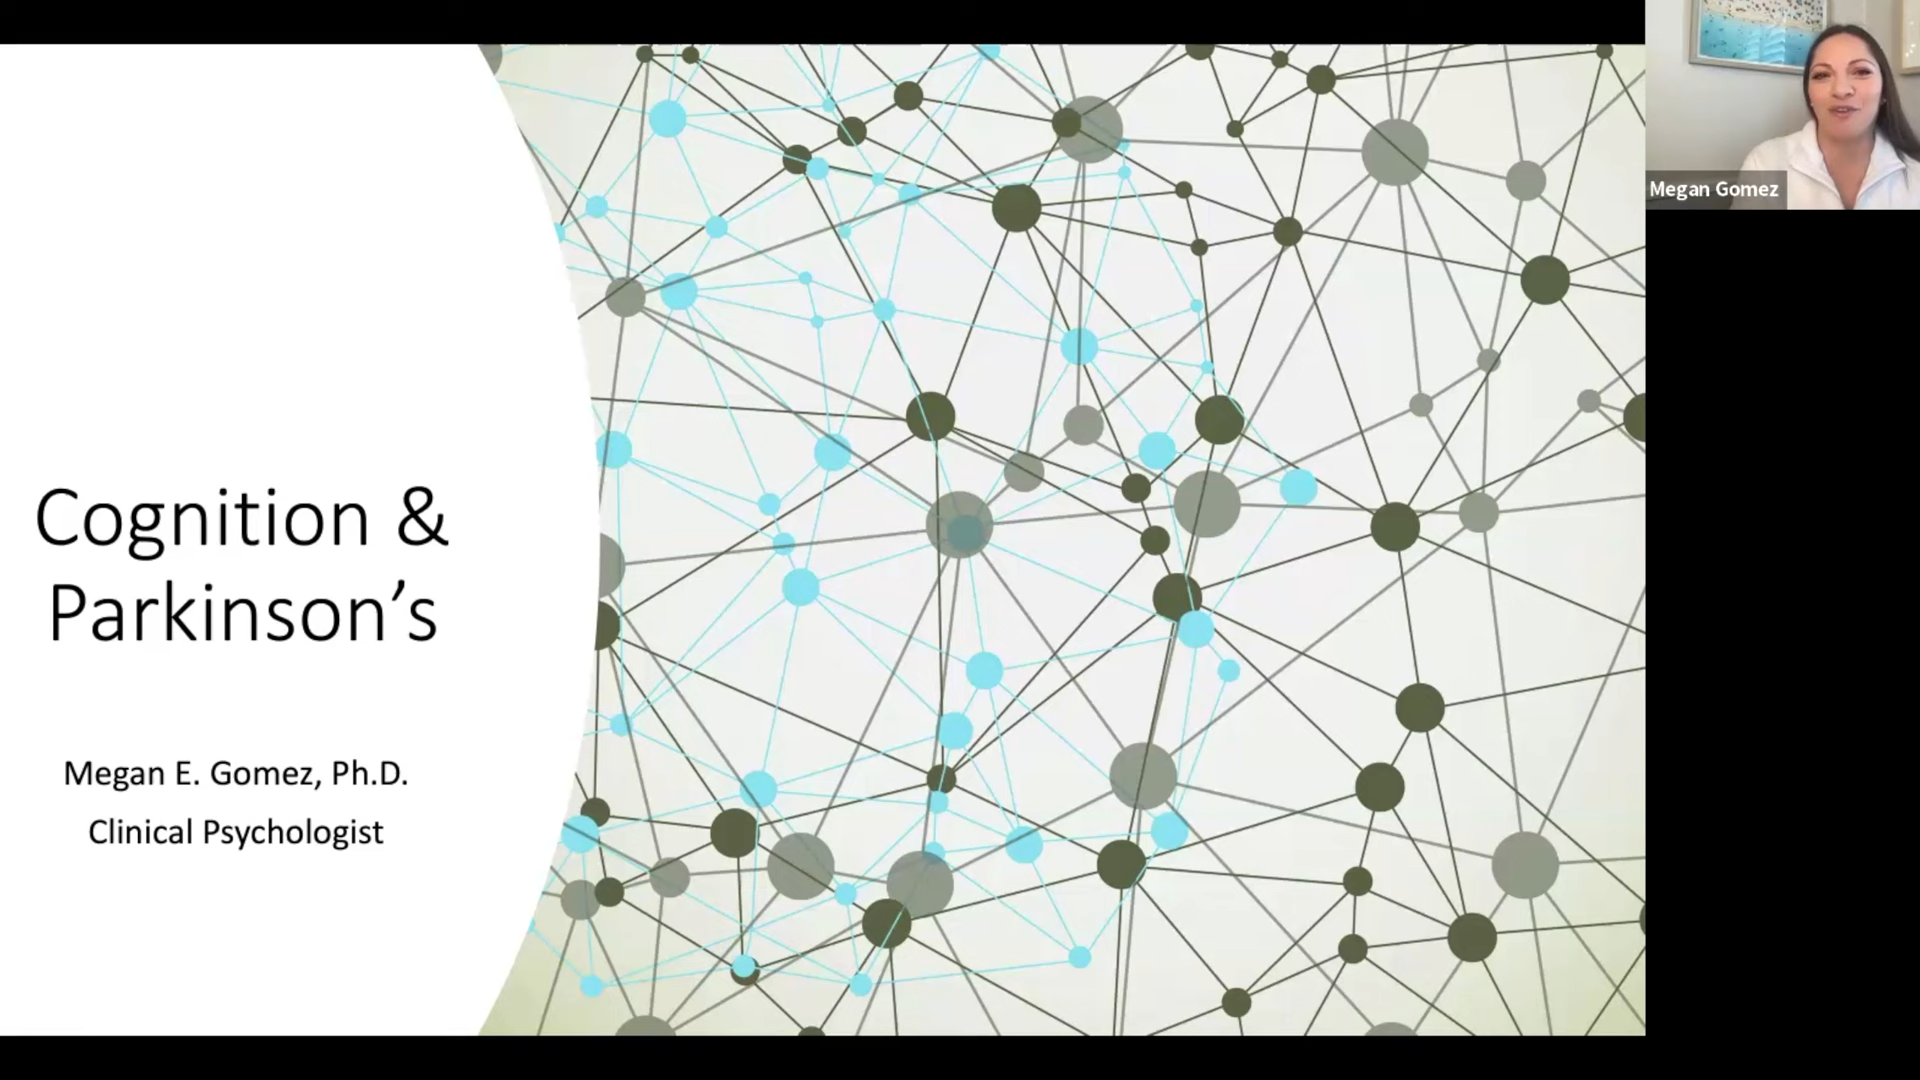 Cognition &
Parkinson’s
Megan E. Gomez, Ph.D.
Clinical Psychologist
Megan Gomez